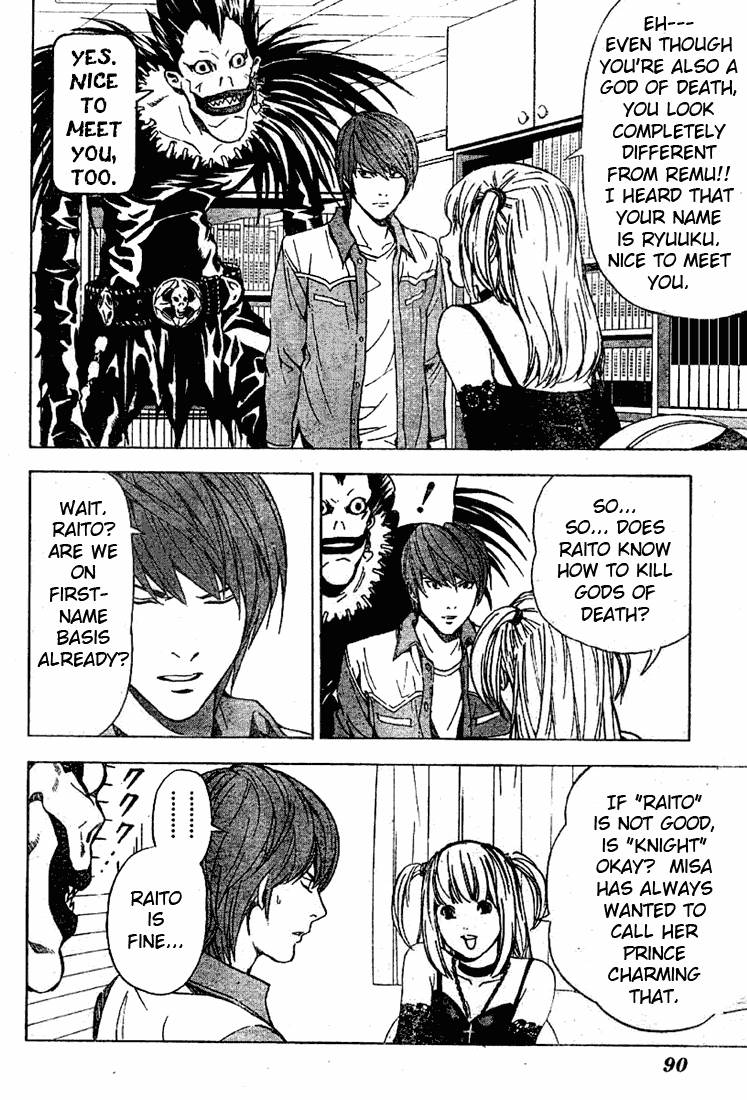 EH---
EVEN THOUGH
YOU'RE ALSO A
GOD OF DEATH,
YOU LOOK
COMPLETELY
DIFFERENT
FROM REMU!!
I HEARD THAT
YOUR NAME
IS RYUUKU.
NICE TO MEET
YOU.
YES.
NICE
TO
MEET
YOU,
TOO.
SO...
SO... DOES
RAITO KNOW
HOW TO KILL
GODS OF
DEATH?
!
WAIT.
RAITO?
ARE WE
ON
FIRST-
NAME
BASIS
ALREADY?
IF "RAITO"
IS NOT GOOD,
IS "KNIGHT"
OKAY? MISA
HAS ALWAYS
WANTED TO
CALL HER
PRINCE
CHARMING
THAT.
........
RAITO
IS
FINE...
ククク
90